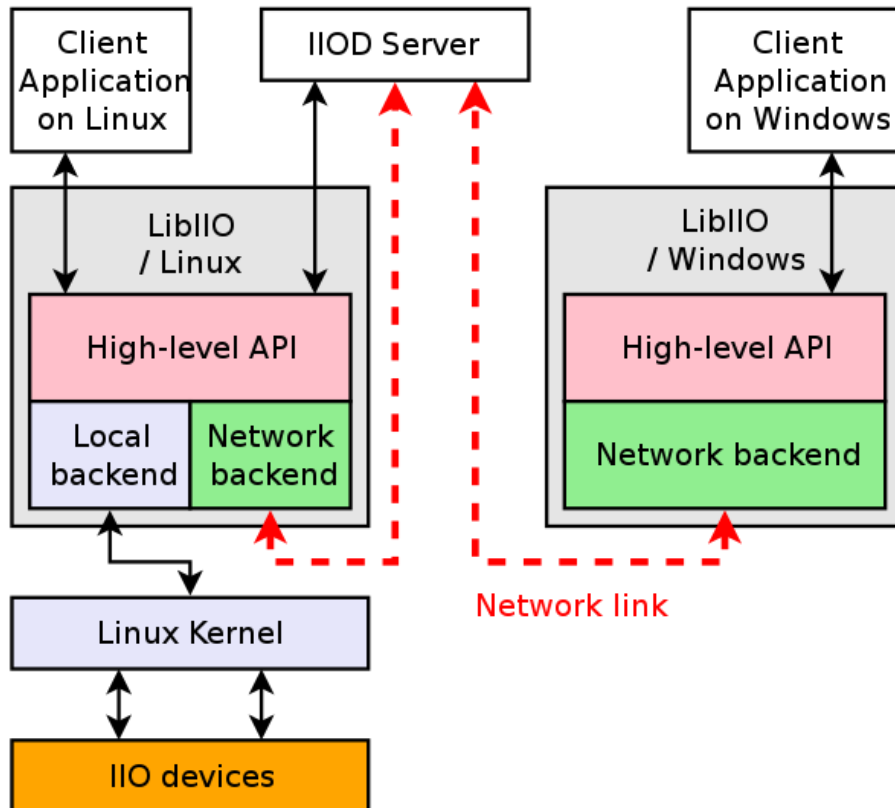 Client
Application
on Linux
IIOD Server
Client
Application
on Windows
LibIIO
/ Linux
LibIIO
/ Windows
High-level API
High-level API
Local
backend
Network
backend
Network backend
Network link
Linux Kernel
IIO devices